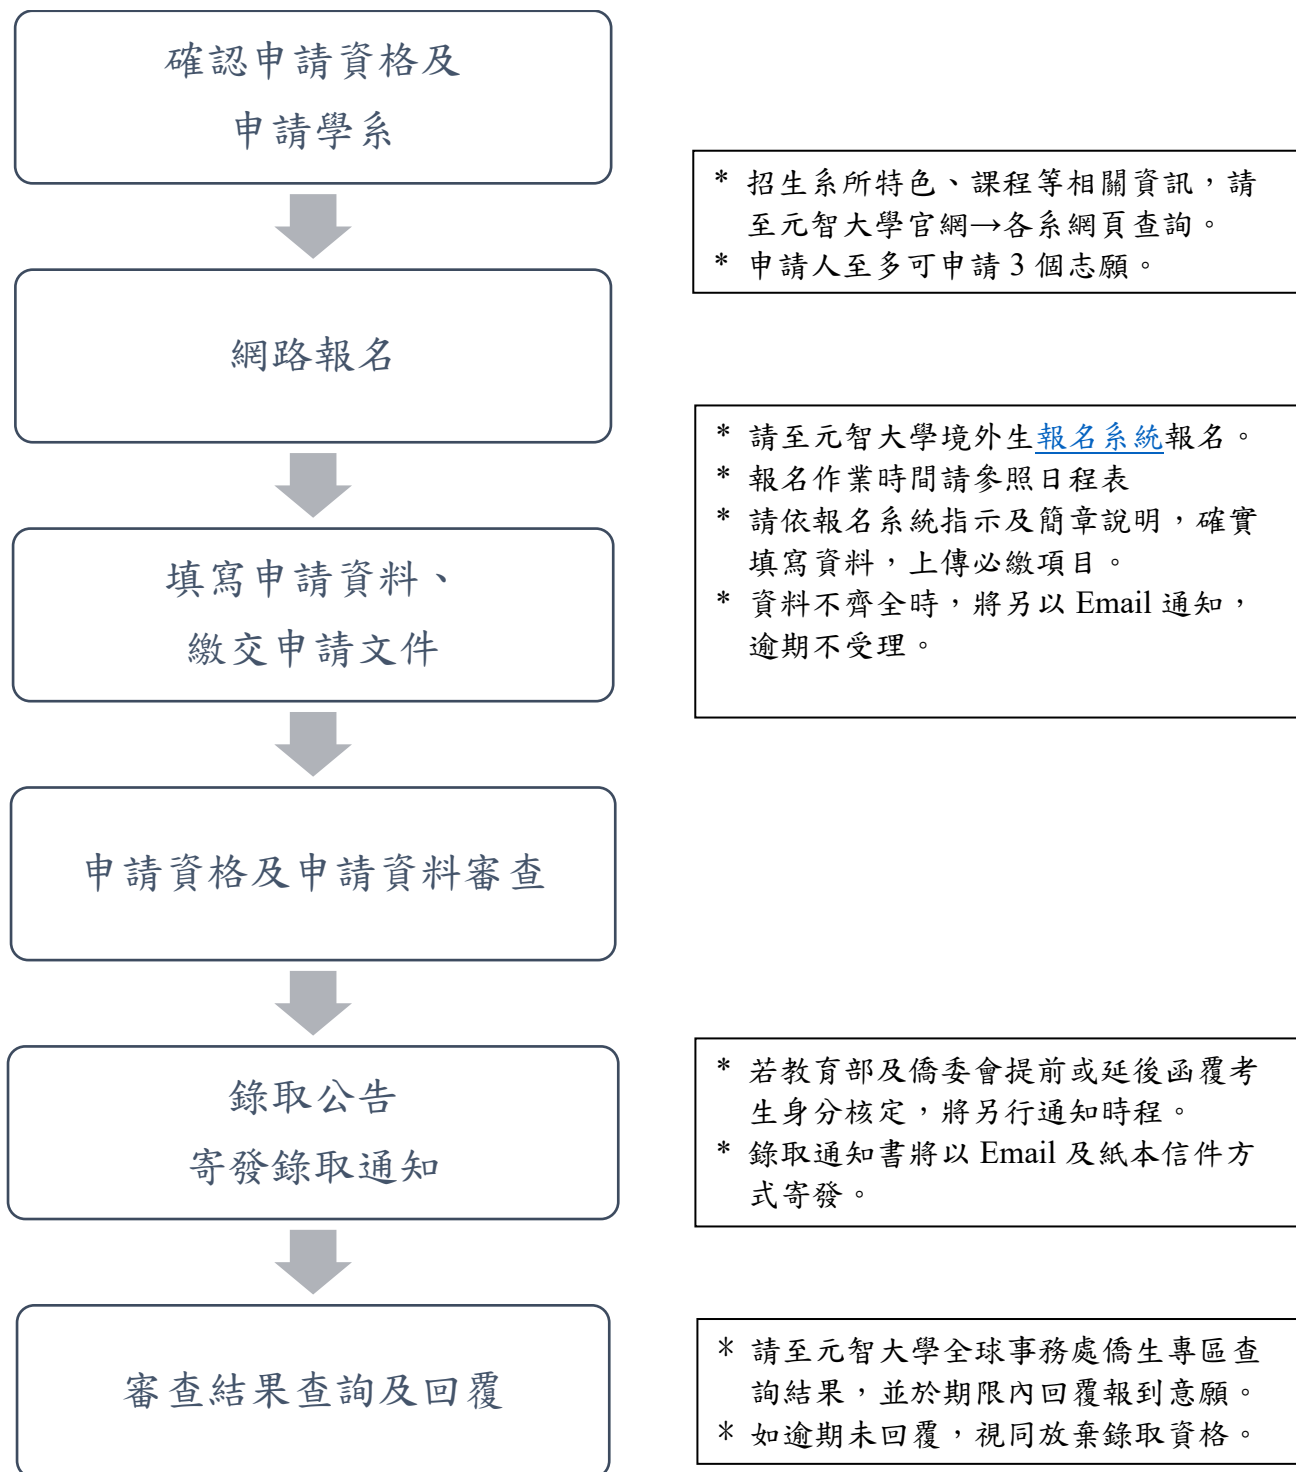 確認申請資格及
申請學系
* 招生系所特色、課程等相關資訊，請
至元智大學官網→各系網頁查詢。
* 申請人至多可申請 3 個志願。
網路報名
* 請至元智大學境外生報名系統報名。
* 報名作業時間請參照日程表
* 請依報名系統指示及簡章說明，確實
填寫資料，上傳必繳項目。
* 資料不齊全時，將另以 Email 通知，
逾期不受理。
填寫申請資料、
繳交申請文件
申請資格及申請資料審查
錄取公告
寄發錄取通知
* 若教育部及僑委會提前或延後函覆考
生身分核定，將另行通知時程。
* 錄取通知書將以 Email 及紙本信件方
式寄發。
審查結果查詢及回覆
＊ 請至元智大學全球事務處僑生專區查
詢結果，並於期限內回覆報到意願。
＊ 如逾期未回覆，視同放棄錄取資格。